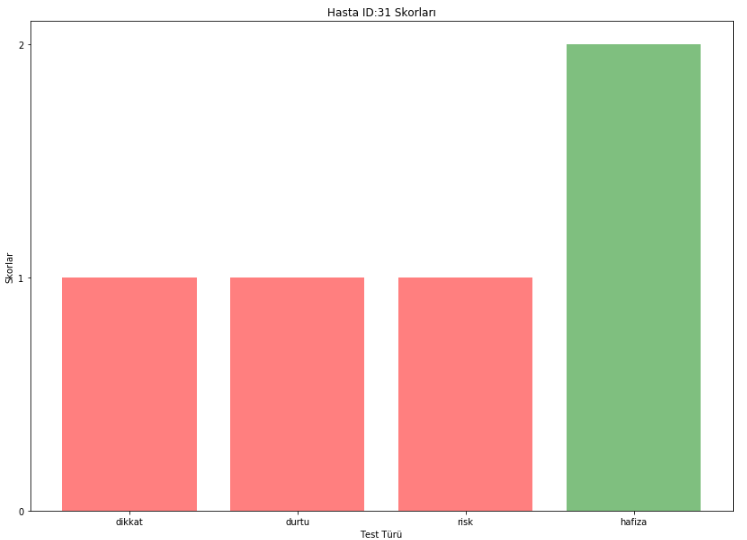 Hasta ID:31 Skorları
2
1
0
Skorlar
dikkat durtu risk hafiza
Test Türü